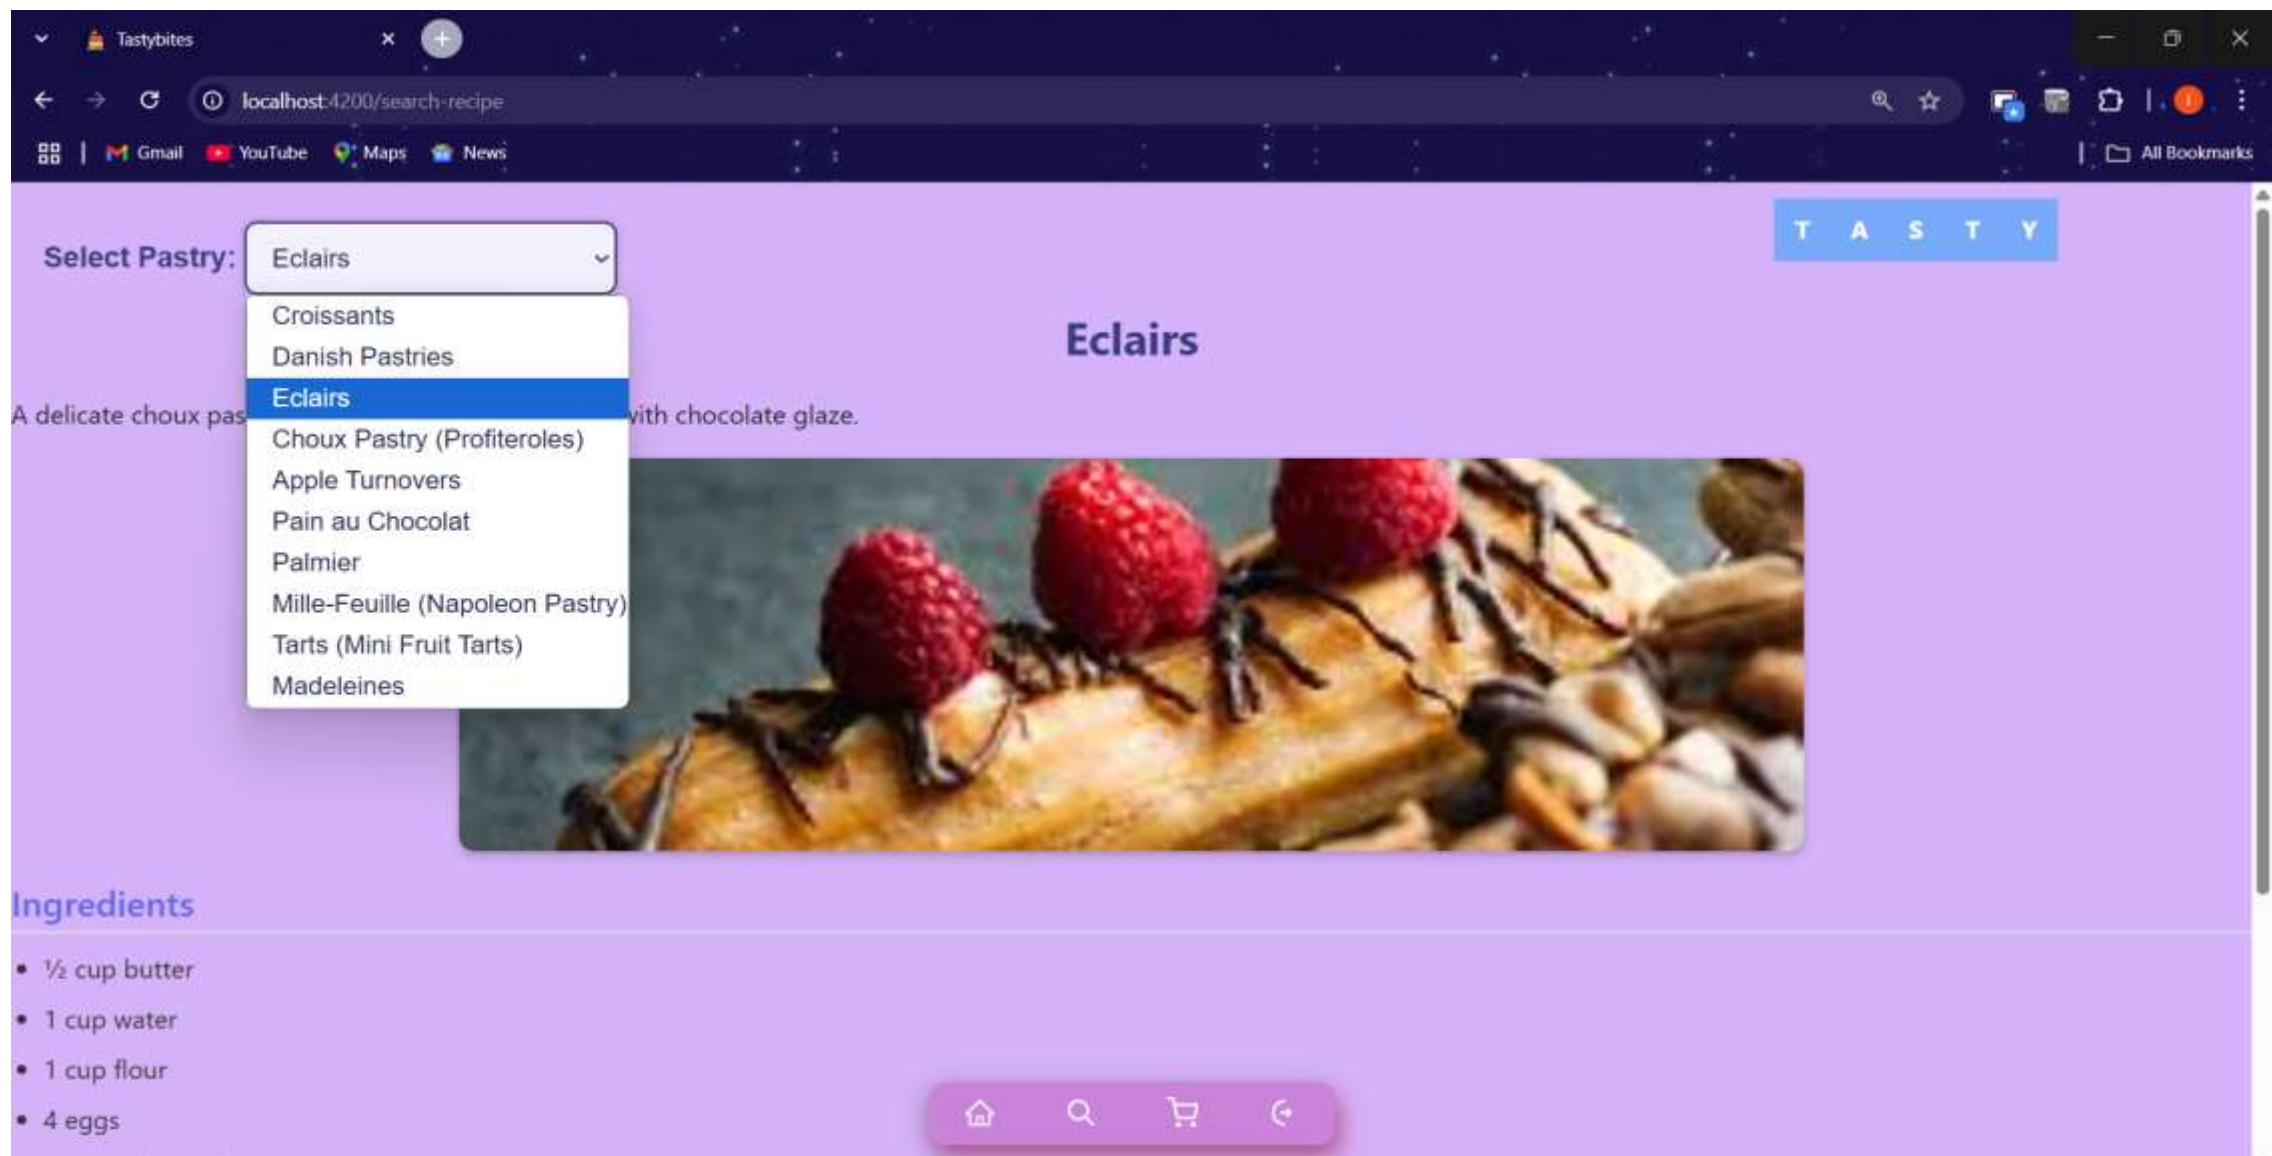 Tastybites
localhost:4200/search-recipe
Gmail YouTube Maps News All Bookmarks
T A S T Y
Select Pastry: Eclairs
Croissants
Danish Pastries
Eclairs
Choux Pastry (Profiteroles)
Apple Turnovers
Pain au Chocolat
Palmier
Mille-Feuille (Napoleon Pastry)
Tarts (Mini Fruit Tarts)
Madeleines
Eclairs
A delicate choux pas with chocolate glaze.
Ingredients
½ cup butter
1 cup water
1 cup flour
4 eggs